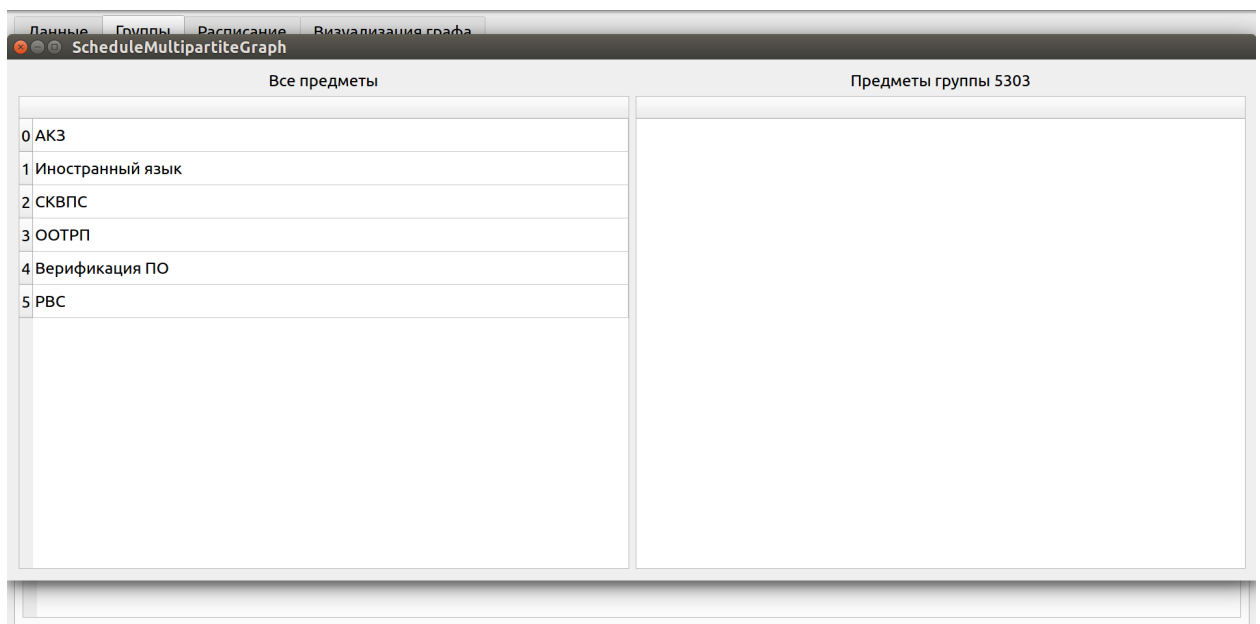 Данные Группы Расписание Визуализация графа
ScheduleMultipartiteGraph
Все предметы Предметы группы 5303
0 АКЗ
1 Иностранный язык
2 СКВПС
3 ООТРП
4 Верификация ПО
5 РВС